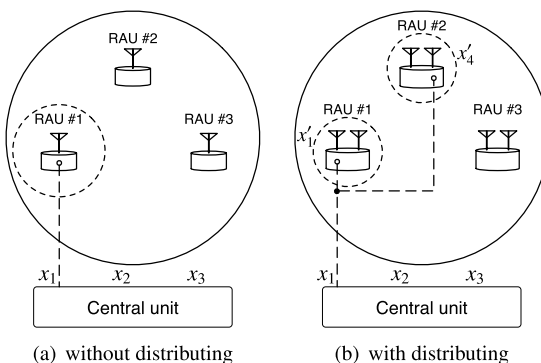 RAU #2
RAU #1
RAU #3
x₁ x₂ x₃
Central unit
(a) without distributing
RAU #2
x′₄
RAU #1
RAU #3
x′₁
x₁ x₂ x₃
Central unit
(b) with distributing